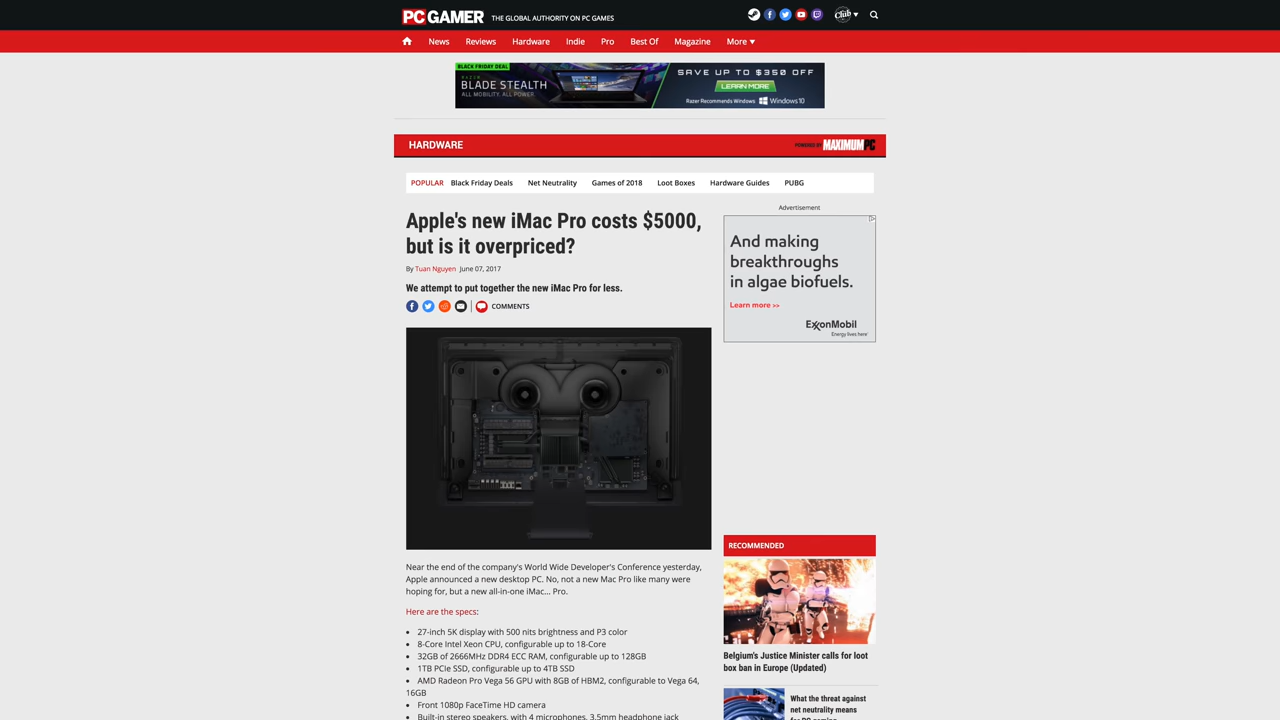 PC GAMER THE GLOBAL AUTHORITY ON PC GAMES
Club
News Reviews Hardware Indie Pro Best Of Magazine More
BLACK FRIDAY DEAL
RAZER
BLADE STEALTH
ALL MOBILITY. ALL POWER.
SAVE UP TO $350 OFF
LEARN MORE
Razer Recommends Windows Windows 10
HARDWARE
POWERED BY MAXIMUMPC
POPULAR Black Friday Deals Net Neutrality Games of 2018 Loot Boxes Hardware Guides PUBG
Apple's new iMac Pro costs $5000,
but is it overpriced?
By Tuan Nguyen June 07, 2017
We attempt to put together the new iMac Pro for less.
COMMENTS
Near the end of the company's World Wide Developer's Conference yesterday,
Apple announced a new desktop PC. No, not a new Mac Pro like many were
hoping for, but a new all-in-one iMac... Pro.
Here are the specs:
• 27-inch 5K display with 500 nits brightness and P3 color
• 8-Core Intel Xeon CPU, configurable up to 18-Core
• 32GB of 2666MHz DDR4 ECC RAM, configurable up to 128GB
• 1TB PCIe SSD, configurable up to 4TB SSD
• AMD Radeon Pro Vega 56 GPU with 8GB of HBM2, configurable to Vega 64,
16GB
• Front 1080p FaceTime HD camera
• Built-in stereo speakers, with 4 microphones, 3.5mm headphone jack
Advertisement
And making
breakthroughs
in algae biofuels.
Learn more >>
ExxonMobil
Energy lives here
RECOMMENDED
Belgium's Justice Minister calls for loot
box ban in Europe (Updated)
What the threat against
net neutrality means
for PC gaming